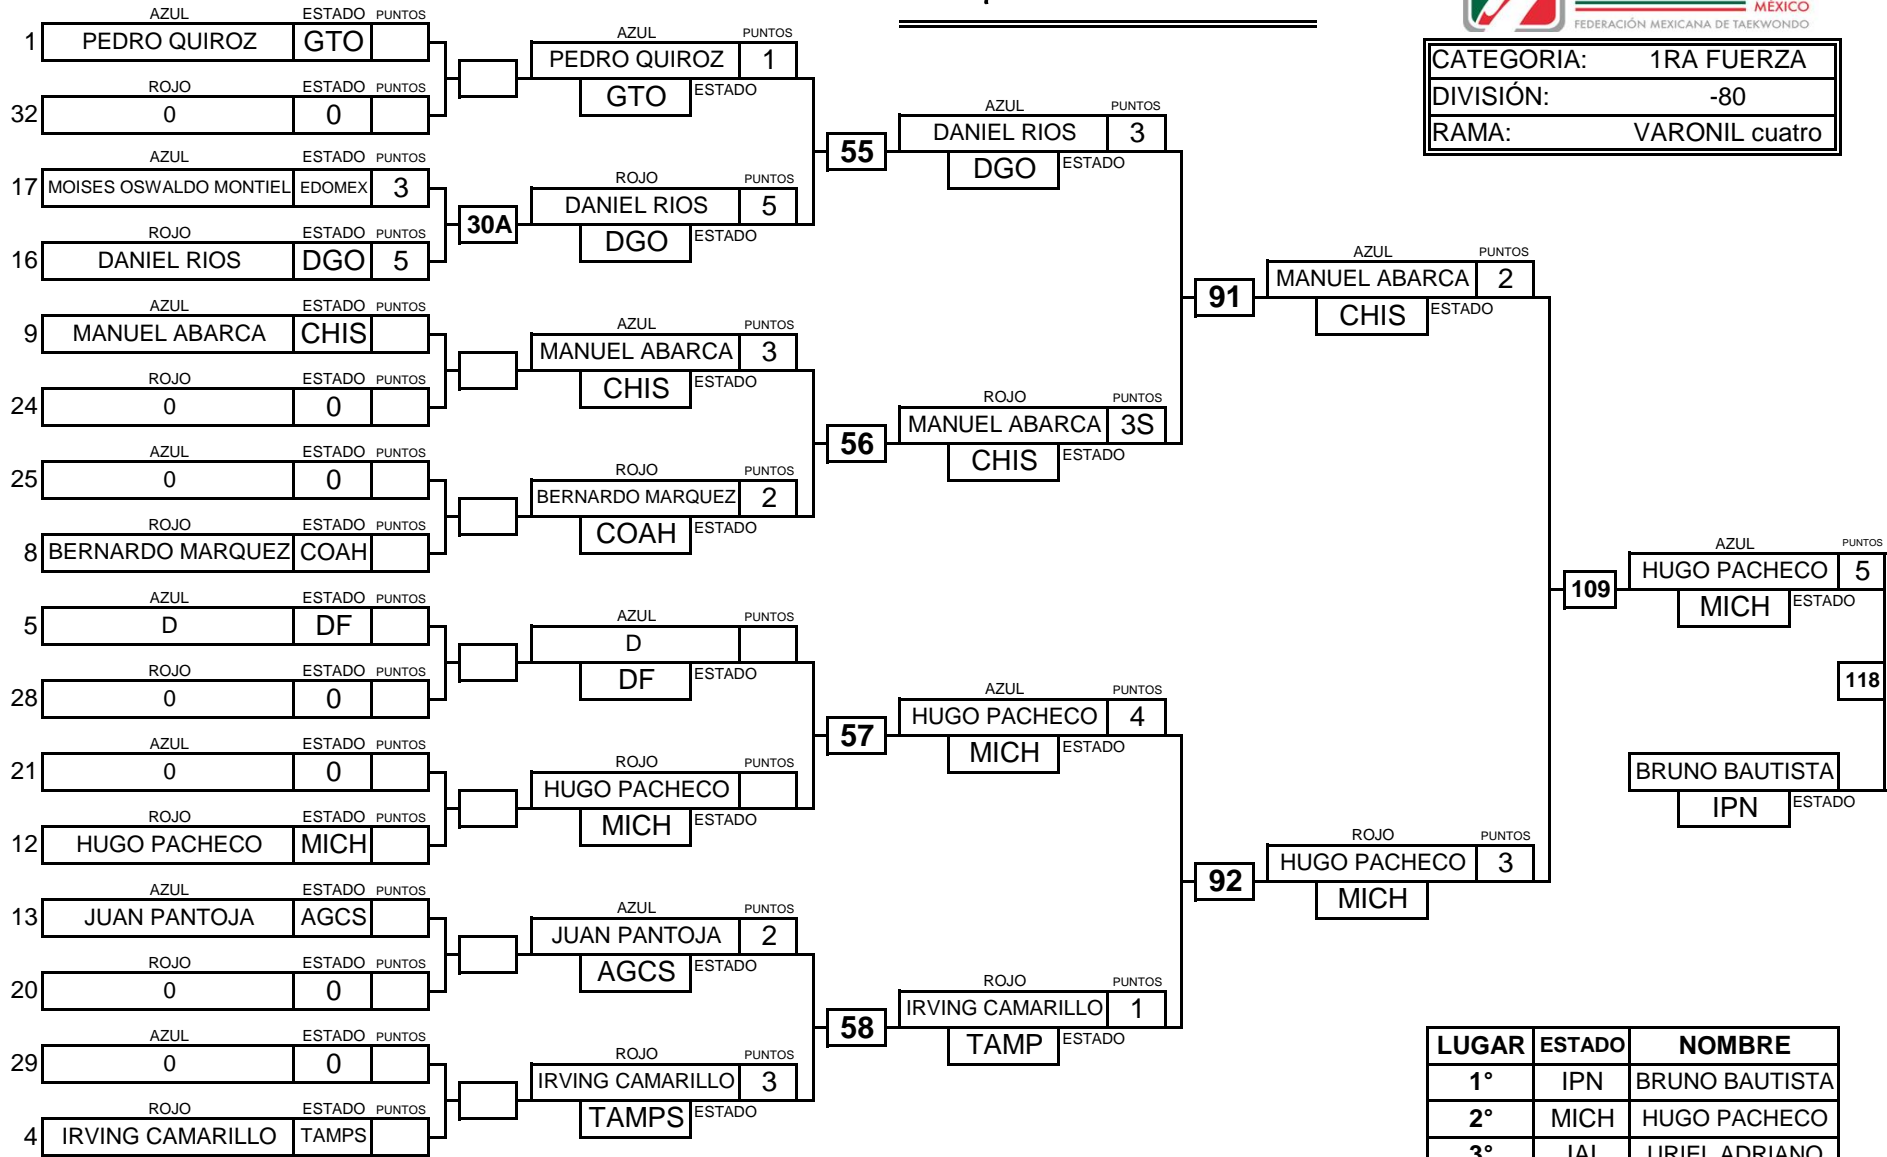 MÉXICO
FEDERACIÓN MEXICANA DE TAEKWONDO
CATEGORIA: 1RA FUERZA
DIVISIÓN: -80
RAMA: VARONIL cuatro
AZUL ESTADO PUNTOS
1 PEDRO QUIROZ GTO
ROJO ESTADO PUNTOS
32 0 0
AZUL ESTADO PUNTOS
17 MOISES OSWALDO MONTIEL EDOMEX 3
ROJO ESTADO PUNTOS
16 DANIEL RIOS DGO 5
AZUL ESTADO PUNTOS
9 MANUEL ABARCA CHIS
ROJO ESTADO PUNTOS
24 0 0
AZUL ESTADO PUNTOS
25 0 0
ROJO ESTADO PUNTOS
8 BERNARDO MARQUEZ COAH
AZUL ESTADO PUNTOS
5 D DF
ROJO ESTADO PUNTOS
28 0 0
AZUL ESTADO PUNTOS
21 0 0
ROJO ESTADO PUNTOS
12 HUGO PACHECO MICH
AZUL ESTADO PUNTOS
13 JUAN PANTOJA AGCS
ROJO ESTADO PUNTOS
20 0 0
AZUL ESTADO PUNTOS
29 0 0
ROJO ESTADO PUNTOS
4 IRVING CAMARILLO TAMPS
30A
AZUL PUNTOS
PEDRO QUIROZ 1
GTO ESTADO
ROJO PUNTOS
DANIEL RIOS 5
DGO ESTADO
AZUL PUNTOS
MANUEL ABARCA 3
CHIS ESTADO
ROJO PUNTOS
BERNARDO MARQUEZ 2
COAH ESTADO
AZUL PUNTOS
D
DF ESTADO
ROJO PUNTOS
HUGO PACHECO
MICH ESTADO
AZUL PUNTOS
JUAN PANTOJA 2
AGCS ESTADO
ROJO PUNTOS
IRVING CAMARILLO 3
TAMPS ESTADO
55
56
57
58
AZUL PUNTOS
DANIEL RIOS 3
DGO ESTADO
ROJO PUNTOS
MANUEL ABARCA 3S
CHIS ESTADO
AZUL PUNTOS
HUGO PACHECO 4
MICH ESTADO
ROJO PUNTOS
IRVING CAMARILLO 1
TAMP ESTADO
91
92
AZUL PUNTOS
MANUEL ABARCA 2
CHIS ESTADO
ROJO PUNTOS
HUGO PACHECO 3
MICH
109
AZUL PUNTOS
HUGO PACHECO 5
MICH ESTADO
118
BRUNO BAUTISTA
IPN ESTADO
LUGAR ESTADO NOMBRE
1° IPN BRUNO BAUTISTA
2° MICH HUGO PACHECO
3° JAL URIEL ADRIANO